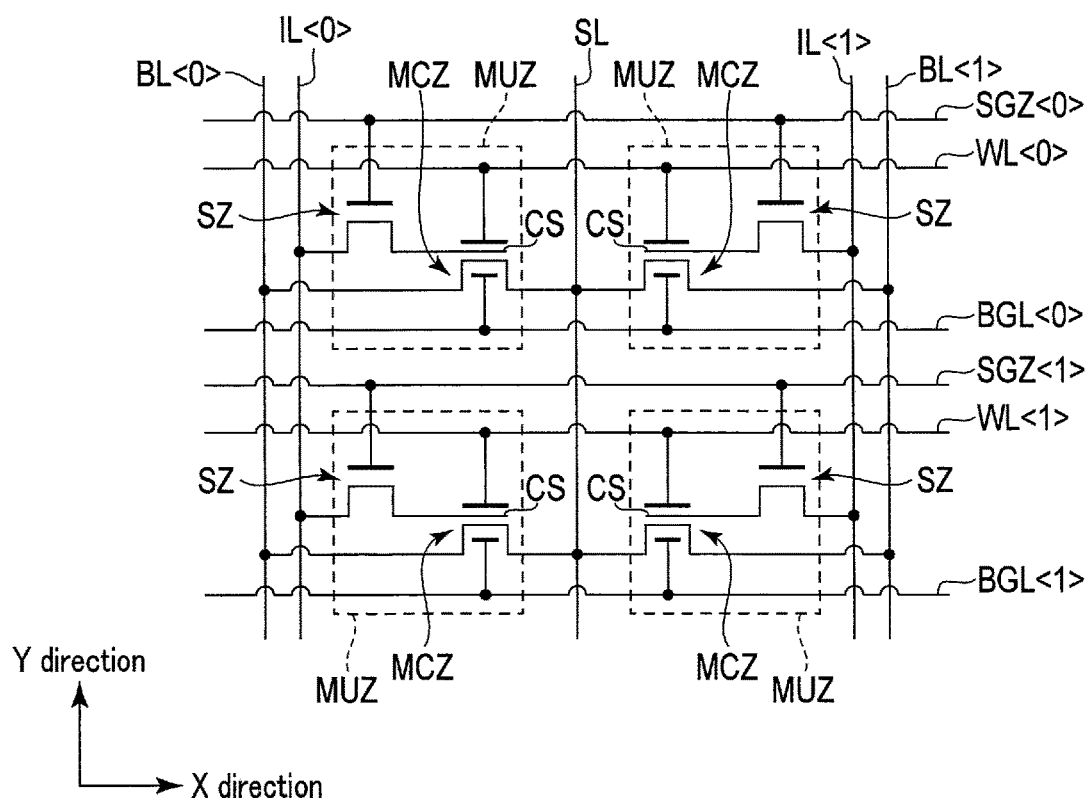 IL<0>
SL
IL<1>
BL<0>
MCZ
MUZ
MUZ
MCZ
BL<1>
SGZ<0>
WL<0>
SZ
CS
CS
SZ
BGL<0>
SGZ<1>
WL<1>
SZ
CS
CS
SZ
BGL<1>
MUZ
MCZ
MCZ
MUZ
Y direction
X direction